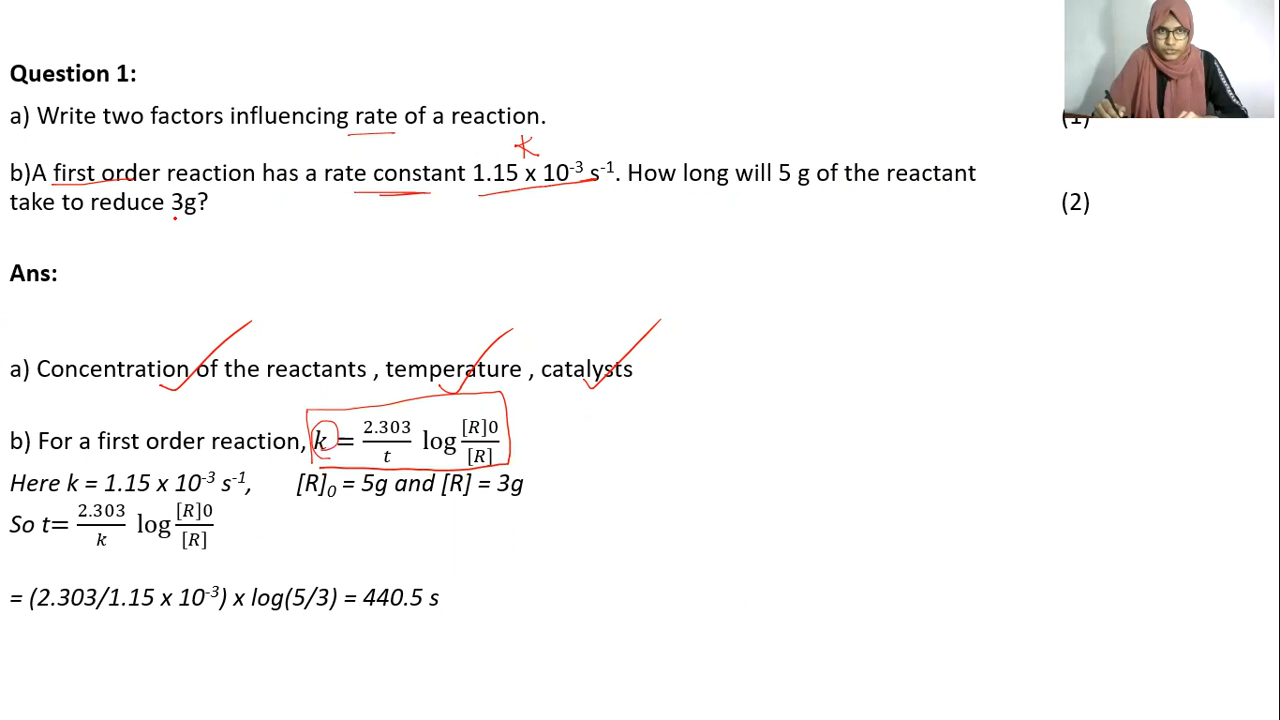 Question 1:
a) Write two factors influencing rate of a reaction. (1)
K
b)A first order reaction has a rate constant 1.15 x 10⁻³ s⁻¹. How long will 5 g of the reactant
take to reduce 3g? (2)
Ans:
a) Concentration of the reactants , temperature , catalysts
b) For a first order reaction, k = 2.303/t log [R]0/[R]
Here k = 1.15 x 10⁻³ s⁻¹, [R]₀ = 5g and [R] = 3g
So t= 2.303/k log [R]0/[R]
= (2.303/1.15 x 10⁻³) x log(5/3) = 440.5 s